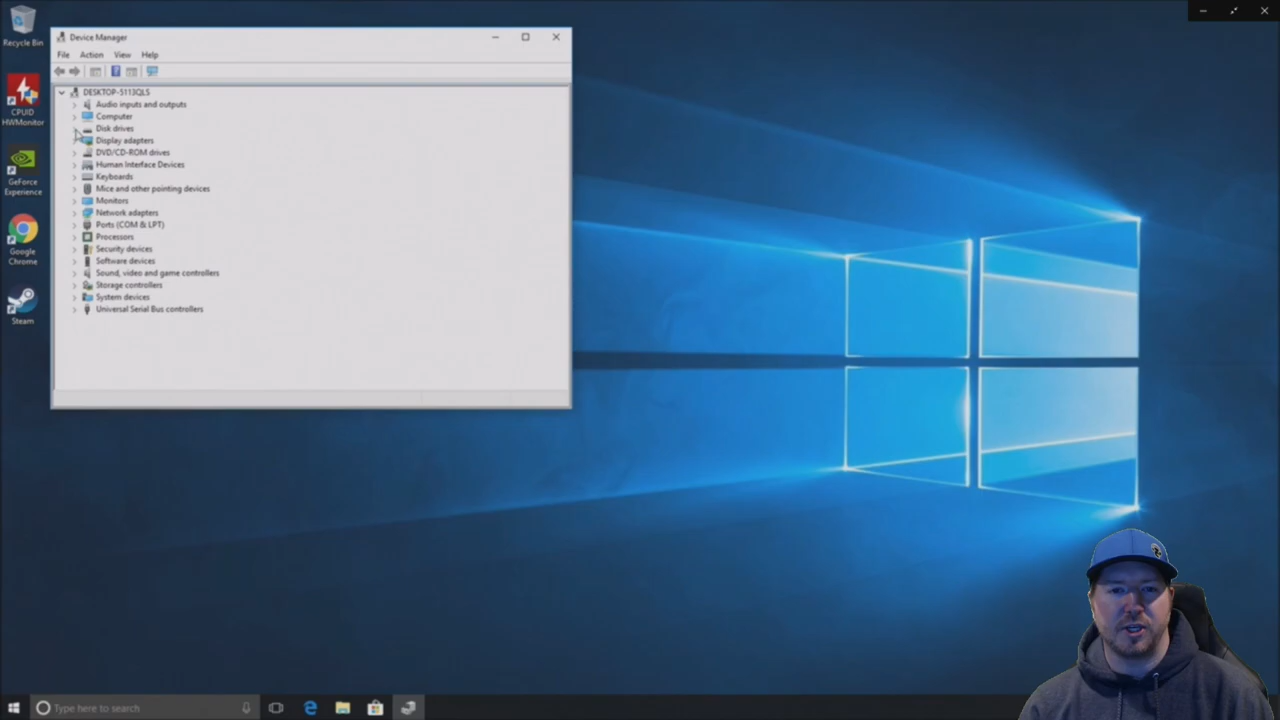 Recycle Bin
CPUID
HWMonitor
GeForce
Experience
Google
Chrome
Steam
Device Manager
File Action View Help
DESKTOP-5113QLS
Audio inputs and outputs
Computer
Disk drives
Display adapters
DVD/CD-ROM drives
Human Interface Devices
Keyboards
Mice and other pointing devices
Monitors
Network adapters
Ports (COM & LPT)
Processors
Security devices
Software devices
Sound, video and game controllers
Storage controllers
System devices
Universal Serial Bus controllers
Type here to search